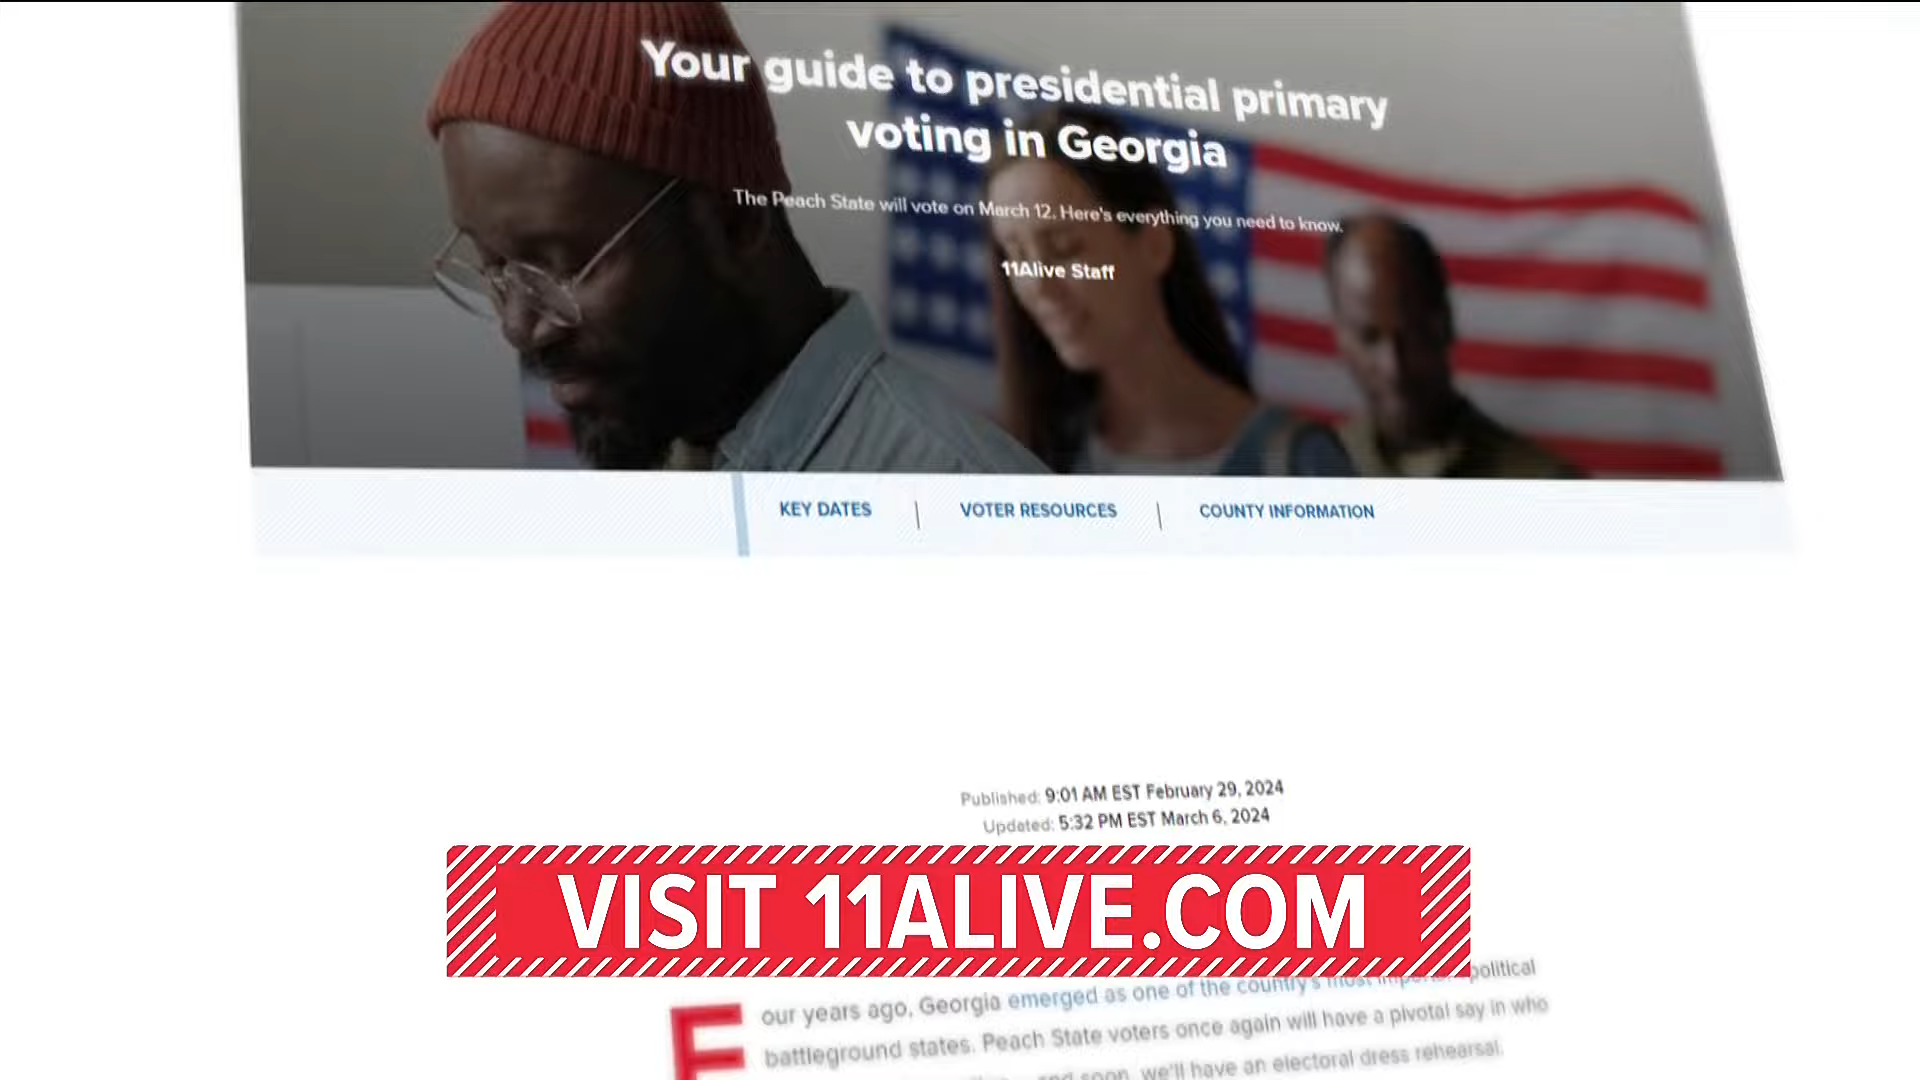 Your guide to presidential primary
voting in Georgia
The Peach State will vote on March 12. Here's everything you need to know.
11Alive Staff
KEY DATES | VOTER RESOURCES | COUNTY INFORMATION
Published: 9:01 AM EST February 29, 2024
Updated: 5:32 PM EST March 6, 2024
VISIT 11ALIVE.COM
Four years ago, Georgia emerged as one of the country's most political
battleground states. Peach State voters once again will have a pivotal say in who
soon, we'll have an electoral dress rehearsal.